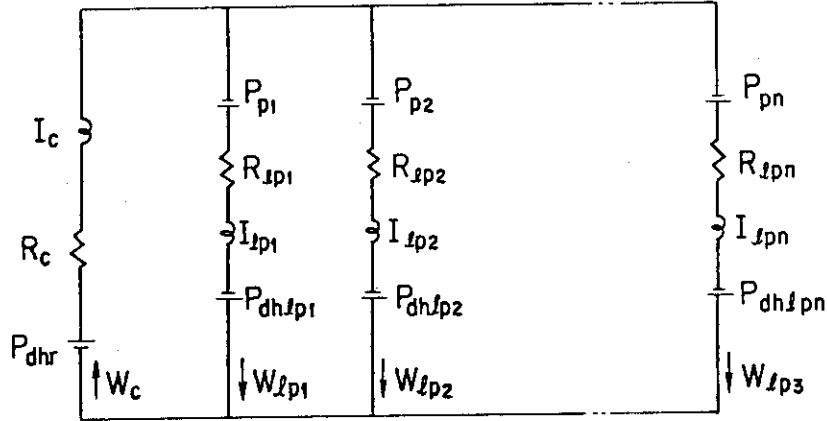 P_p1
P_p2
P_pn
I_c
R_ℓp1
R_ℓp2
R_ℓpn
I_ℓp1
I_ℓp2
I_ℓpn
R_c
P_dhℓp1
P_dhℓp2
P_dhℓpn
P_dhr
W_c
W_ℓp1
W_ℓp2
W_ℓp3